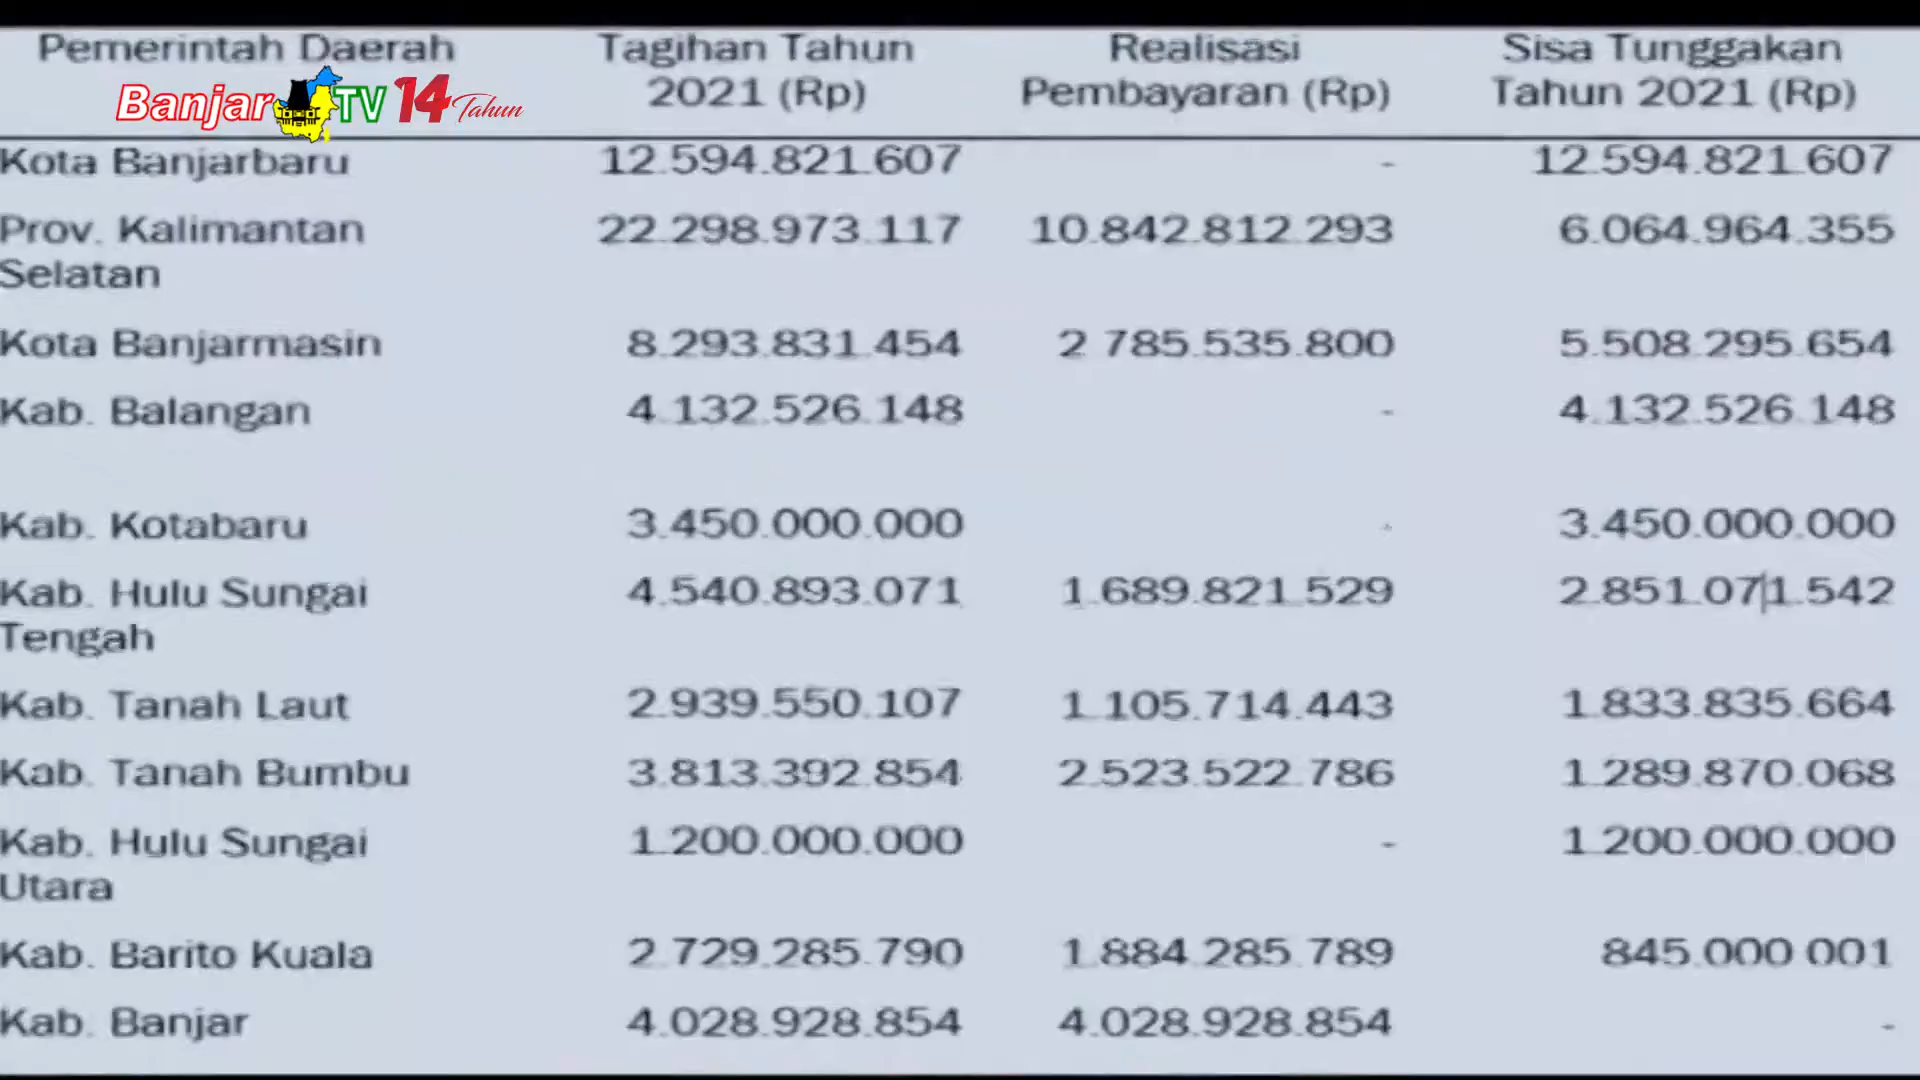 Pemerintah Daerah Tagihan Tahun 2021 (Rp) Realisasi Pembayaran (Rp) Sisa Tunggakan Tahun 2021 (Rp)
Banjar TV 14 Tahun
Kota Banjarbaru 12.594.821.607 - 12.594.821.607
Prov. Kalimantan Selatan 22.298.973.117 10.842.812.293 6.064.964.355
Kota Banjarmasin 8.293.831.454 2 785.535.800 5.508.295.654
Kab. Balangan 4.132.526.148 - 4.132.526.148
Kab. Kotabaru 3.450.000.000 - 3.450.000.000
Kab. Hulu Sungai Tengah 4.540.893.071 1.689.821.529 2.851.071.542
Kab. Tanah Laut 2.939.550.107 1.105.714.443 1.833.835.664
Kab. Tanah Bumbu 3.813.392.854 2.523.522.786 1.289.870.068
Kab. Hulu Sungai Utara 1.200.000.000 - 1.200.000.000
Kab. Barito Kuala 2.729.285.790 1.884.285.789 845.000 001
Kab. Banjar 4.028.928.854 4.028.928.854 -